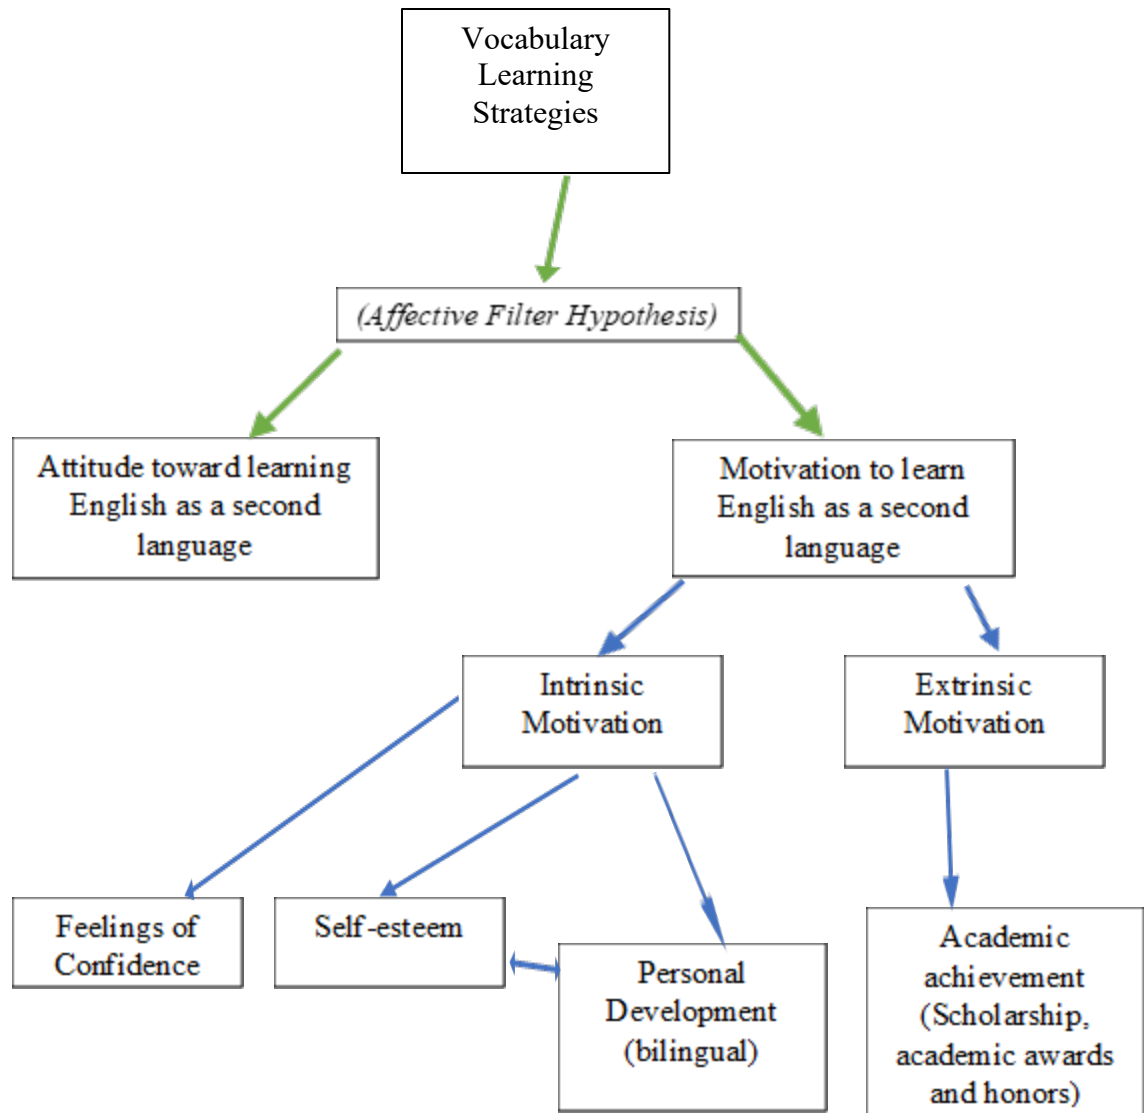 Vocabulary
Learning
Strategies
(Affective Filter Hypothesis)
Attitude toward learning
English as a second
language
Motivation to learn
English as a second
language
Intrinsic
Motivation
Extrinsic
Motivation
Feelings of
Confidence
Self-esteem
Personal
Development
(bilingual)
Academic
achievement
(Scholarship,
academic awards
and honors)